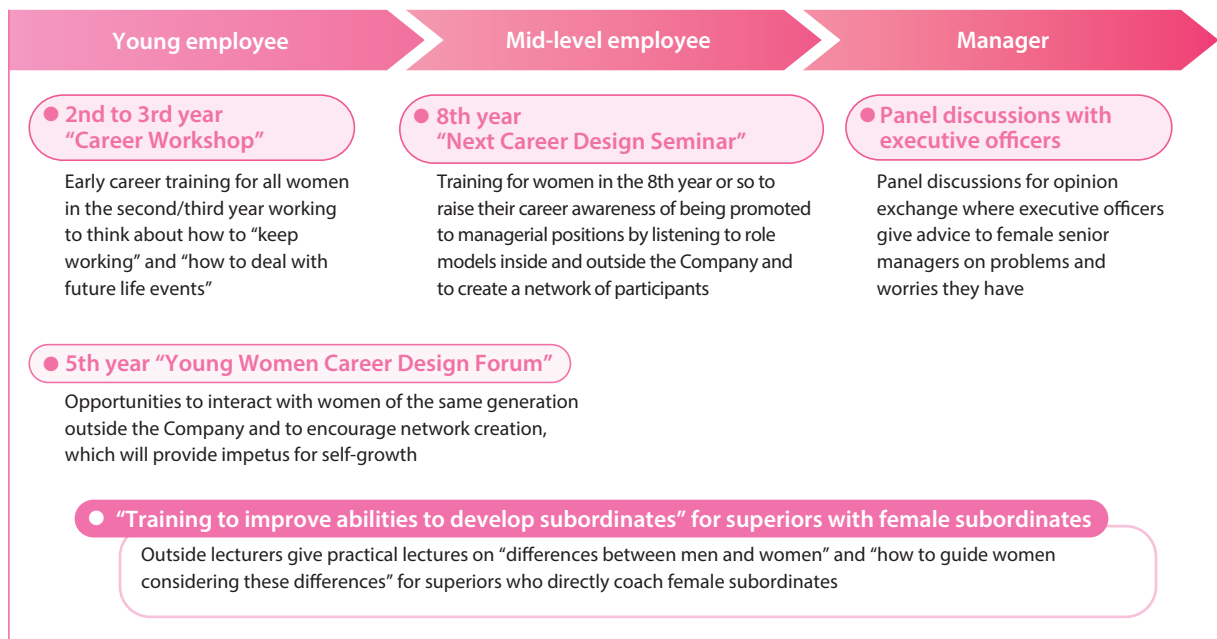 Young employee
Mid-level employee
Manager
● 2nd to 3rd year
“Career Workshop”
Early career training for all women
in the second/third year working
to think about how to “keep
working” and “how to deal with
future life events”
● 8th year
“Next Career Design Seminar”
Training for women in the 8th year or so to
raise their career awareness of being promoted
to managerial positions by listening to role
models inside and outside the Company and
to create a network of participants
● Panel discussions with
executive officers
Panel discussions for opinion
exchange where executive officers
give advice to female senior
managers on problems and
worries they have
● 5th year “Young Women Career Design Forum”
Opportunities to interact with women of the same generation
outside the Company and to encourage network creation,
which will provide impetus for self-growth
● “Training to improve abilities to develop subordinates” for superiors with female subordinates
Outside lecturers give practical lectures on “differences between men and women” and “how to guide women
considering these differences” for superiors who directly coach female subordinates